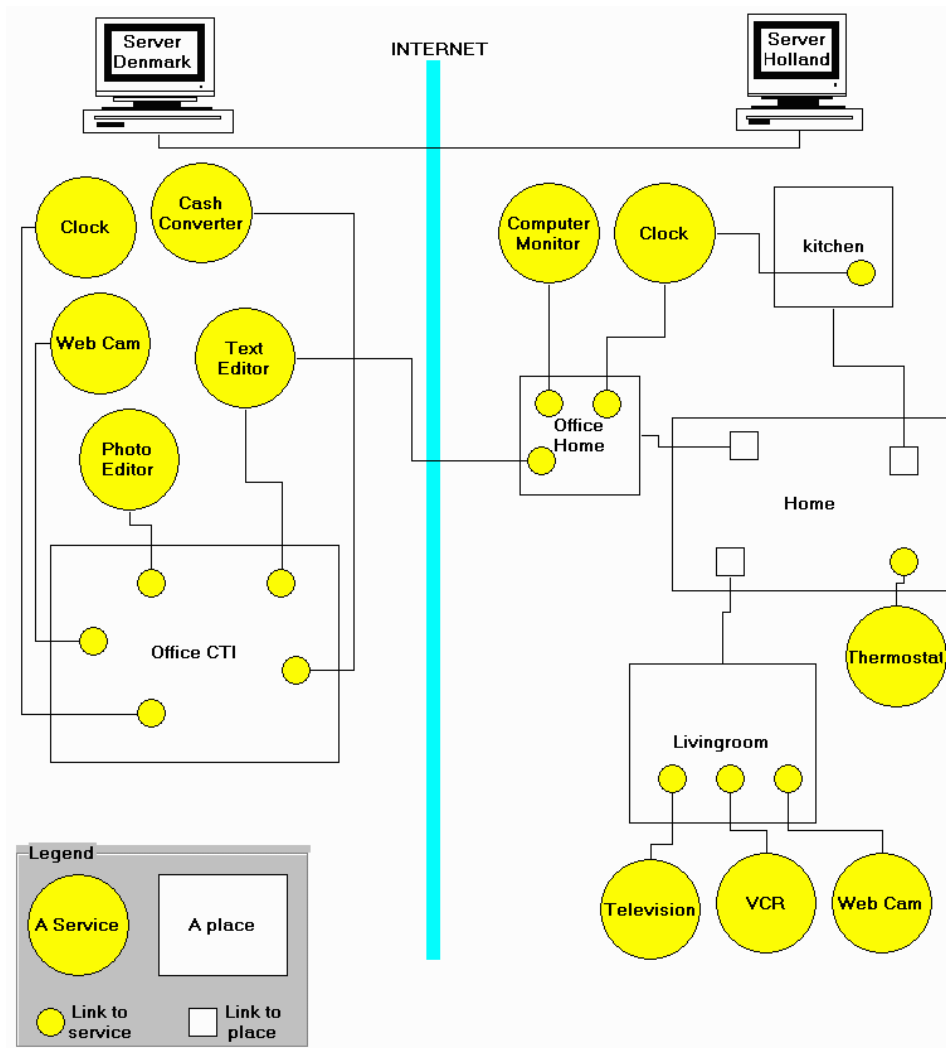 Server
Denmark
INTERNET
Server
Holland
Clock
Cash
Converter
Computer
Monitor
Clock
kitchen
Web Cam
Text
Editor
Photo
Editor
Office
Home
Home
Office CTI
Thermostat
Livingroom
Television
VCR
Web Cam
Legend
A Service
A place
Link to
service
Link to
place